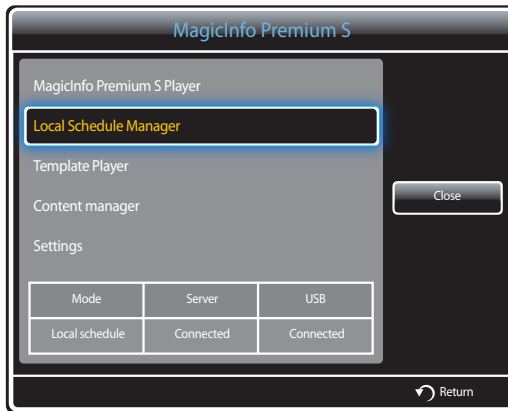 MagicInfo Premium S
MagicInfo Premium S Player
Local Schedule Manager
Template Player
Content manager
Settings
Close
Mode Server USB
Local schedule Connected Connected
Return